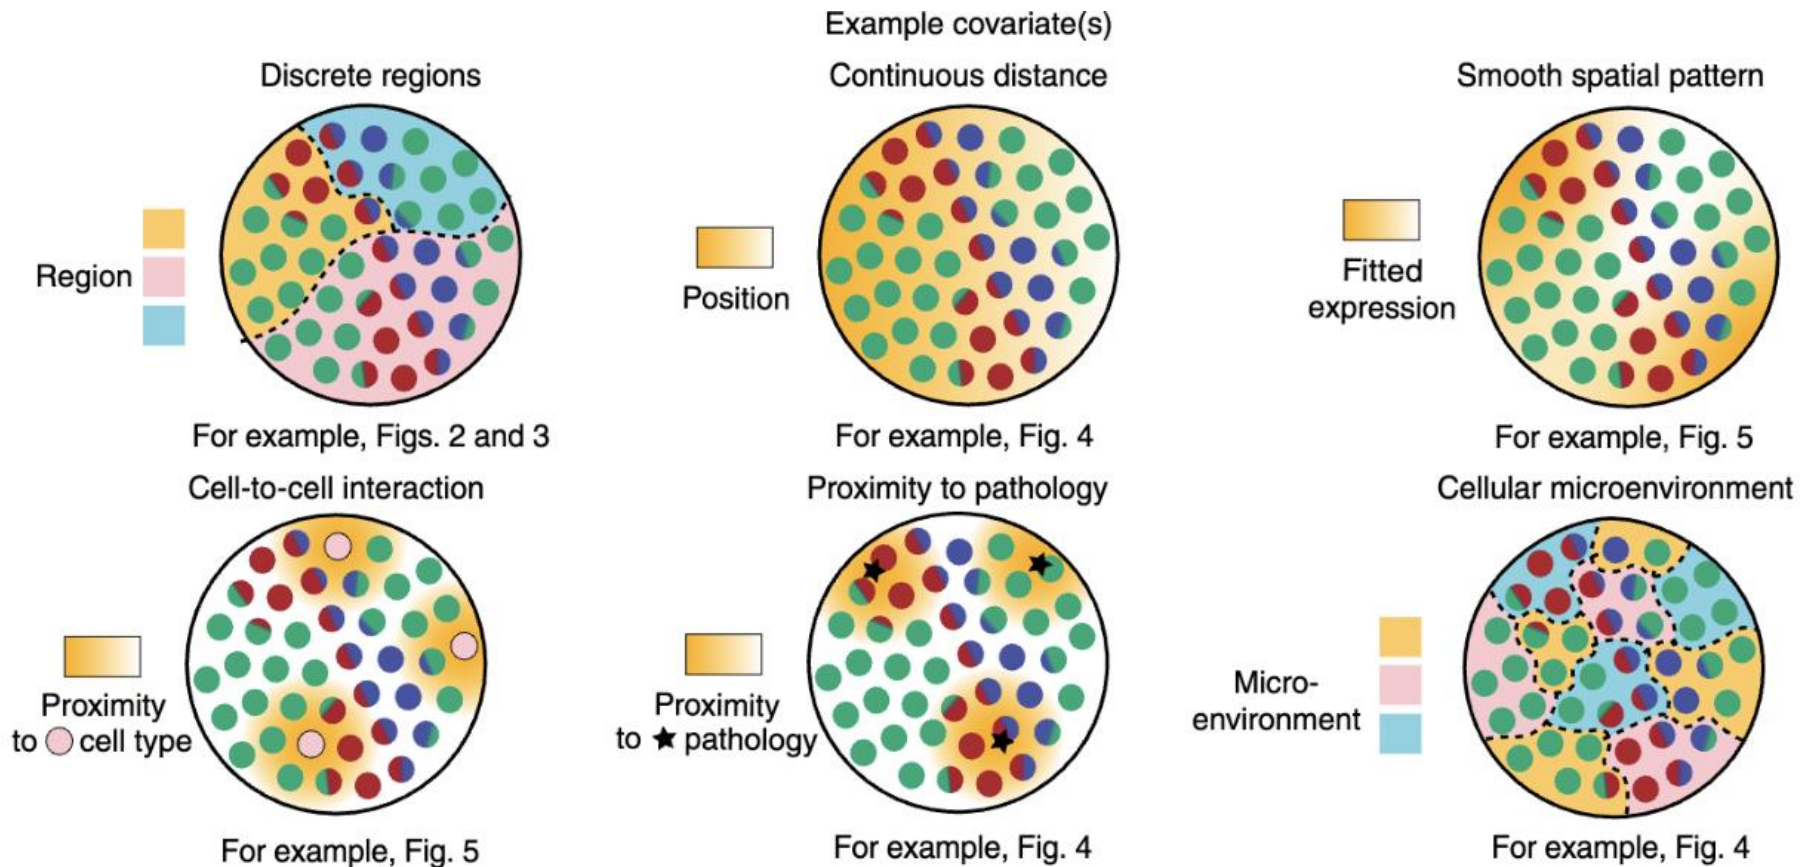 Example covariate(s)
Discrete regions
Continuous distance
Smooth spatial pattern
Region
Position
Fitted
expression
For example, Figs. 2 and 3
For example, Fig. 4
For example, Fig. 5
Cell-to-cell interaction
Proximity to pathology
Cellular microenvironment
Proximity
to cell type
Proximity
to ★ pathology
Micro-
environment
For example, Fig. 5
For example, Fig. 4
For example, Fig. 4